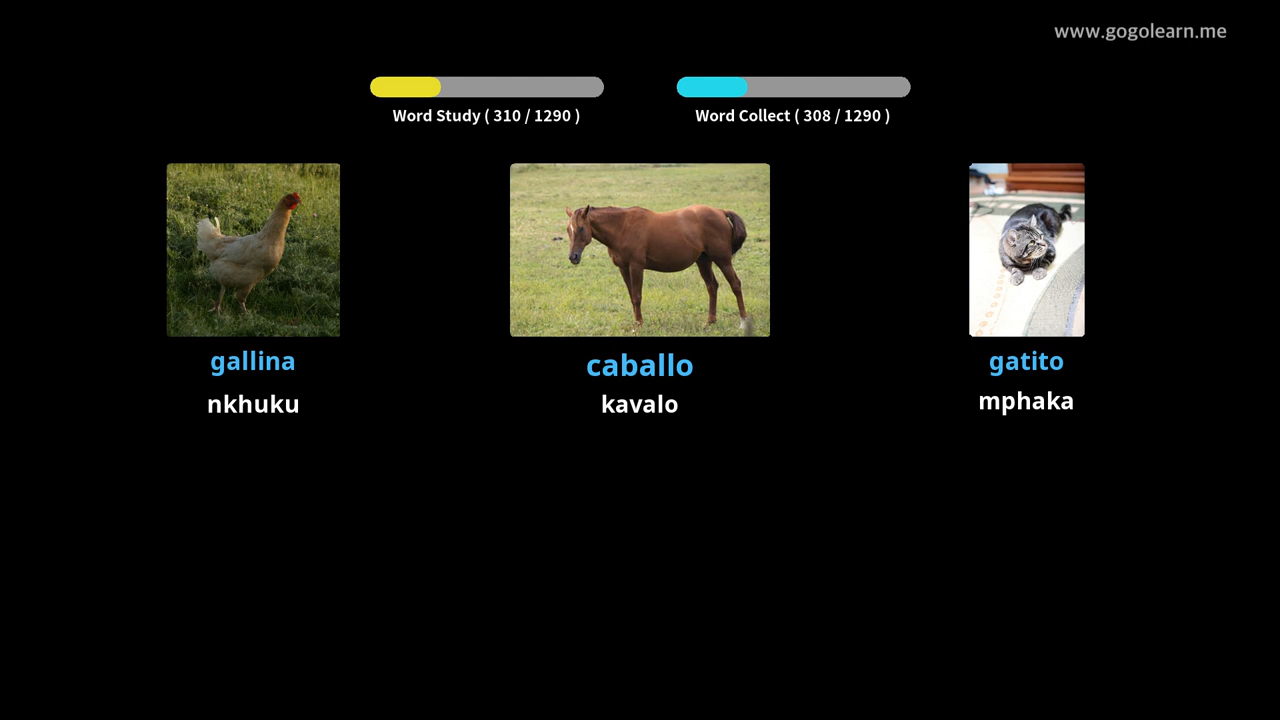 www.gogolearn.me
Word Study ( 310 / 1290 )
Word Collect ( 308 / 1290 )
gallina
nkhuku
caballo
kavalo
gatito
mphaka